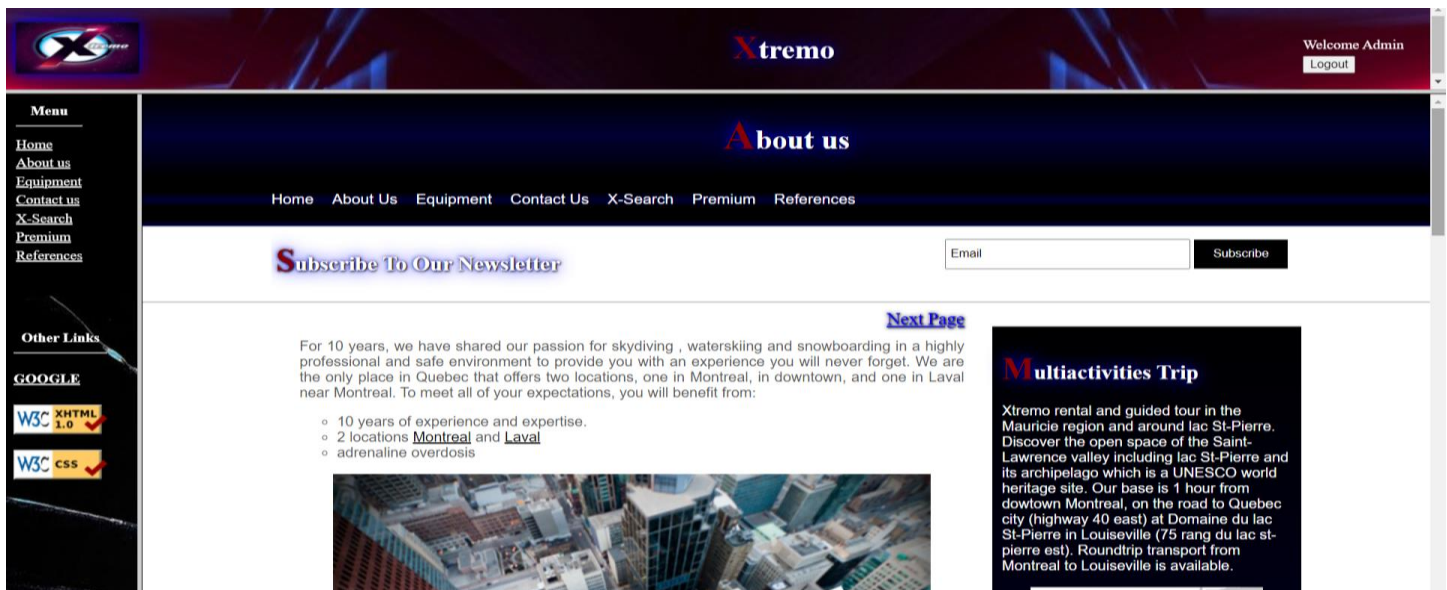 X treme
Xtremo
Welcome Admin
Logout
Menu
Home
About us
Equipment
Contact us
X-Search
Premium
References
Other Links
GOOGLE
W3C XHTML 1.0
W3C css
About us
Home About Us Equipment Contact Us X-Search Premium References
Subscribe To Our Newsletter
Email
Subscribe
Next Page
For 10 years, we have shared our passion for skydiving , waterskiing and snowboarding in a highly
professional and safe environment to provide you with an experience you will never forget. We are
the only place in Quebec that offers two locations, one in Montreal, in downtown, and one in Laval
near Montreal. To meet all of your expectations, you will benefit from:
10 years of experience and expertise.
2 locations Montreal and Laval
adrenaline overdosis
Multiactivities Trip
Xtremo rental and guided tour in the
Mauricie region and around lac St-Pierre.
Discover the open space of the Saint-
Lawrence valley including lac St-Pierre and
its archipelago which is a UNESCO world
heritage site. Our base is 1 hour from
dowtown Montreal, on the road to Quebec
city (highway 40 east) at Domaine du lac
St-Pierre in Louiseville (75 rang du lac st-
pierre est). Roundtrip transport from
Montreal to Louiseville is available.